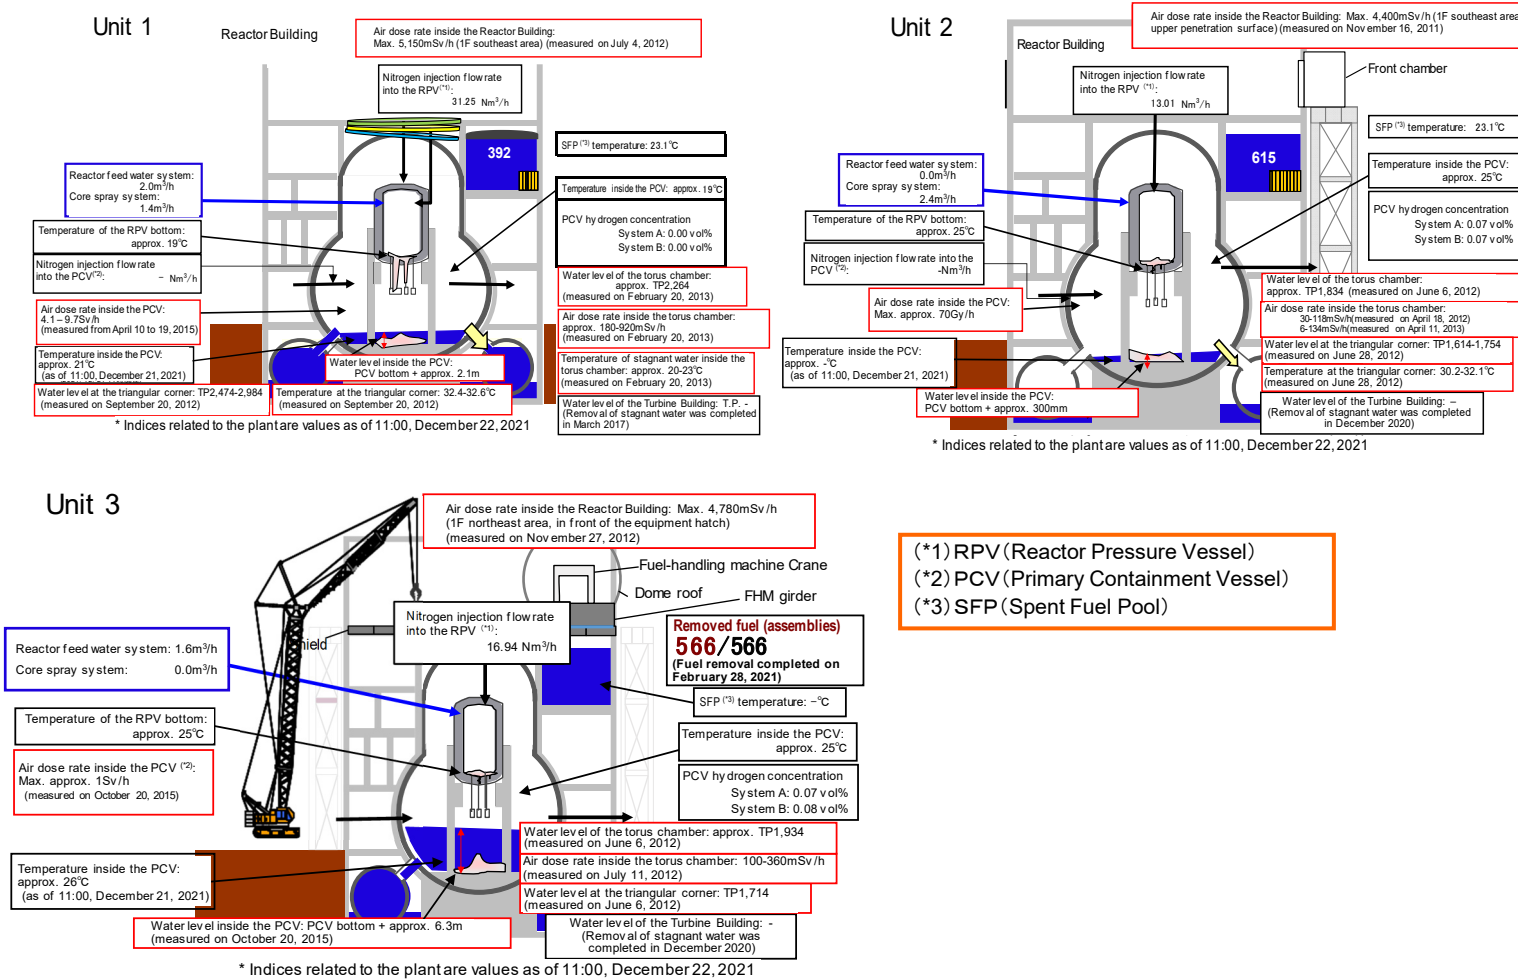 Unit 1
Reactor Building
Air dose rate inside the Reactor Building:
Max. 5,150mSv/h (1F southeast area) (measured on July 4, 2012)
Nitrogen injection flow rate
into the RPV(*1):
31.25 Nm3/h
392
SFP (*3) temperature: 23.1℃
Reactor feed water system:
2.0m3/h
Core spray system:
1.4m3/h
Temperature inside the PCV: approx. 19℃
PCV hydrogen concentration
System A: 0.00 vol%
System B: 0.00 vol%
Temperature of the RPV bottom:
approx. 19℃
Nitrogen injection flow rate
into the PCV(*2): － Nm3/h
Water level of the torus chamber:
approx. TP2,264
(measured on February 20, 2013)
Air dose rate inside the PCV:
4.1 – 9.7Sv/h
(measured from April 10 to 19, 2015)
Air dose rate inside the torus chamber:
approx. 180-920mSv/h
(measured on February 20, 2013)
Temperature inside the PCV:
approx. 21℃
(as of 11:00, December 21, 2021)
Water level inside the PCV:
PCV bottom + approx. 2.1m
Temperature of stagnant water inside the
torus chamber: approx. 20-23℃
(measured on February 20, 2013)
Water level at the triangular corner: TP2,474-2,984
(measured on September 20, 2012)
Temperature at the triangular corner: 32.4-32.6℃
(measured on September 20, 2012)
Water level of the Turbine Building: T.P. -
(Removal of stagnant water was completed
in March 2017)
* Indices related to the plant are values as of 11:00, December 22, 2021
Unit 2
Reactor Building
Air dose rate inside the Reactor Building: Max. 4,400mSv/h (1F southeast area
upper penetration surface) (measured on November 16, 2011)
Front chamber
Nitrogen injection flow rate
into the RPV (*1):
13.01 Nm3/h
615
SFP (*3) temperature: 23.1℃
Reactor feed water system:
0.0m3/h
Core spray system:
2.4m3/h
Temperature inside the PCV:
approx. 25℃
PCV hydrogen concentration
System A: 0.07 vol%
System B: 0.07 vol%
Temperature of the RPV bottom:
approx. 25℃
Nitrogen injection flow rate into the
PCV (*2): -Nm3/h
Water level of the torus chamber:
approx. TP1,834 (measured on June 6, 2012)
Air dose rate inside the PCV:
Max. approx. 70Gy/h
Air dose rate inside the torus chamber:
30-118mSv/h(measured on April 18, 2012)
6-134mSv/h(measured on April 11, 2013)
Temperature inside the PCV:
approx. -℃
(as of 11:00, December 21, 2021)
Water level at the triangular corner: TP1,614-1,754
(measured on June 28, 2012)
Temperature at the triangular corner: 30.2-32.1℃
(measured on June 28, 2012)
Water level inside the PCV:
PCV bottom + approx. 300mm
Water level of the Turbine Building: –
(Removal of stagnant water was completed
in December 2020)
* Indices related to the plant are values as of 11:00, December 22, 2021
Unit 3
Air dose rate inside the Reactor Building: Max. 4,780mSv/h
(1F northeast area, in front of the equipment hatch)
(measured on November 27, 2012)
Fuel-handling machine Crane
Dome roof
FHM girder
Nitrogen injection flow rate
into the RPV (*1):
16.94 Nm3/h
Removed fuel (assemblies)
566/566
(Fuel removal completed on
February 28, 2021)
Reactor feed water system: 1.6m3/h
Core spray system: 0.0m3/h
SFP (*3) temperature: －℃
Temperature of the RPV bottom:
approx. 25℃
Temperature inside the PCV:
approx. 25℃
Air dose rate inside the PCV (*2):
Max. approx. 1Sv/h
(measured on October 20, 2015)
PCV hydrogen concentration
System A: 0.07 vol%
System B: 0.08 vol%
Water level of the torus chamber: approx. TP1,934
(measured on June 6, 2012)
Air dose rate inside the torus chamber: 100-360mSv/h
(measured on July 11, 2012)
Temperature inside the PCV:
approx. 26℃
(as of 11:00, December 21, 2021)
Water level at the triangular corner: TP1,714
(measured on June 6, 2012)
Water level inside the PCV: PCV bottom + approx. 6.3m
(measured on October 20, 2015)
Water level of the Turbine Building: -
(Removal of stagnant water was
completed in December 2020)
* Indices related to the plant are values as of 11:00, December 22, 2021
(*1) RPV(Reactor Pressure Vessel)
(*2) PCV(Primary Containment Vessel)
(*3) SFP(Spent Fuel Pool)